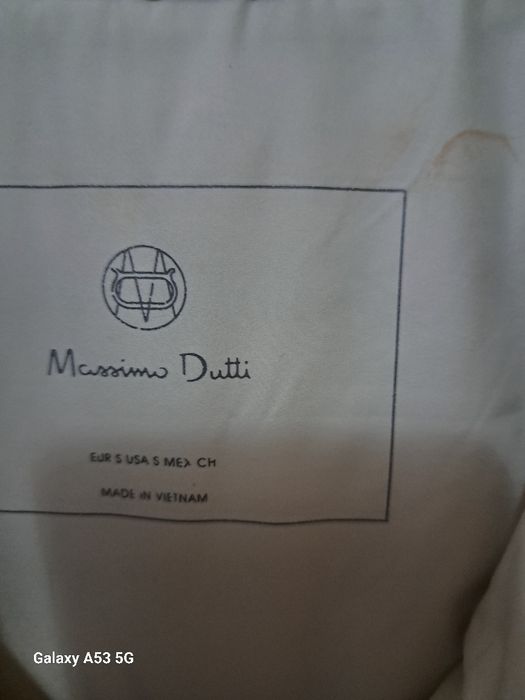 Massimo Dutti
EUR S USA S MEX CH
MADE IN VIETNAM
Galaxy A53 5G